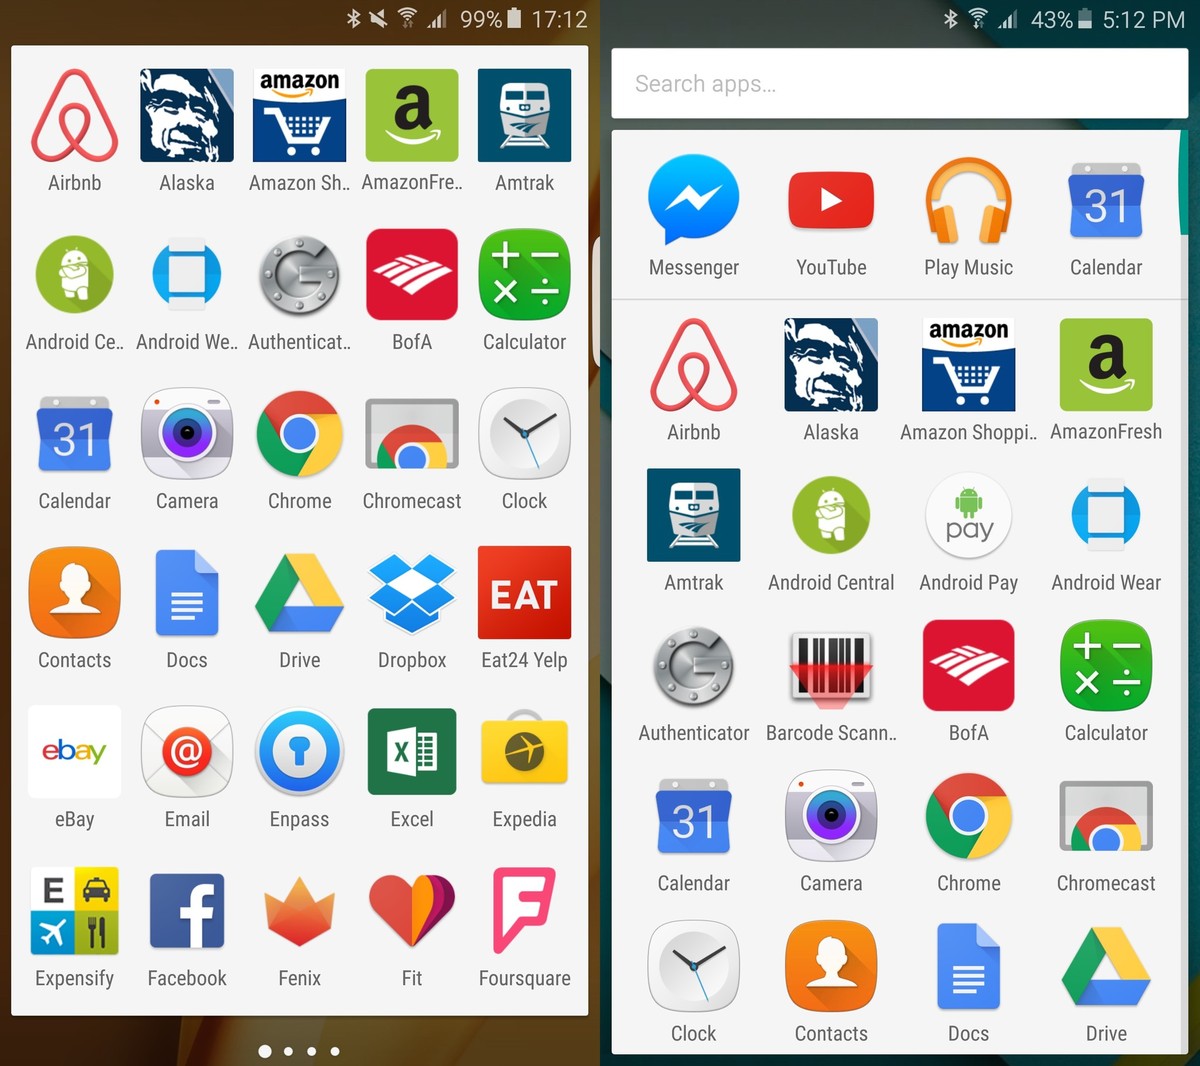 99% 17:12
amazon
a
Airbnb Alaska Amazon Sh.. AmazonFre.. Amtrak
G
Android Ce.. Android We.. Authenticat.. BofA Calculator
31
Calendar Camera Chrome Chromecast Clock
EAT
Contacts Docs Drive Dropbox Eat24 Yelp
ebay @ X
eBay Email Enpass Excel Expedia
E f F
Expensify Facebook Fenix Fit Foursquare
43% 5:12 PM
Search apps...
31
Messenger YouTube Play Music Calendar
amazon
a
Airbnb Alaska Amazon Shoppi.. AmazonFresh
pay
Amtrak Android Central Android Pay Android Wear
G
Authenticator Barcode Scann.. BofA Calculator
31
Calendar Camera Chrome Chromecast
Clock Contacts Docs Drive